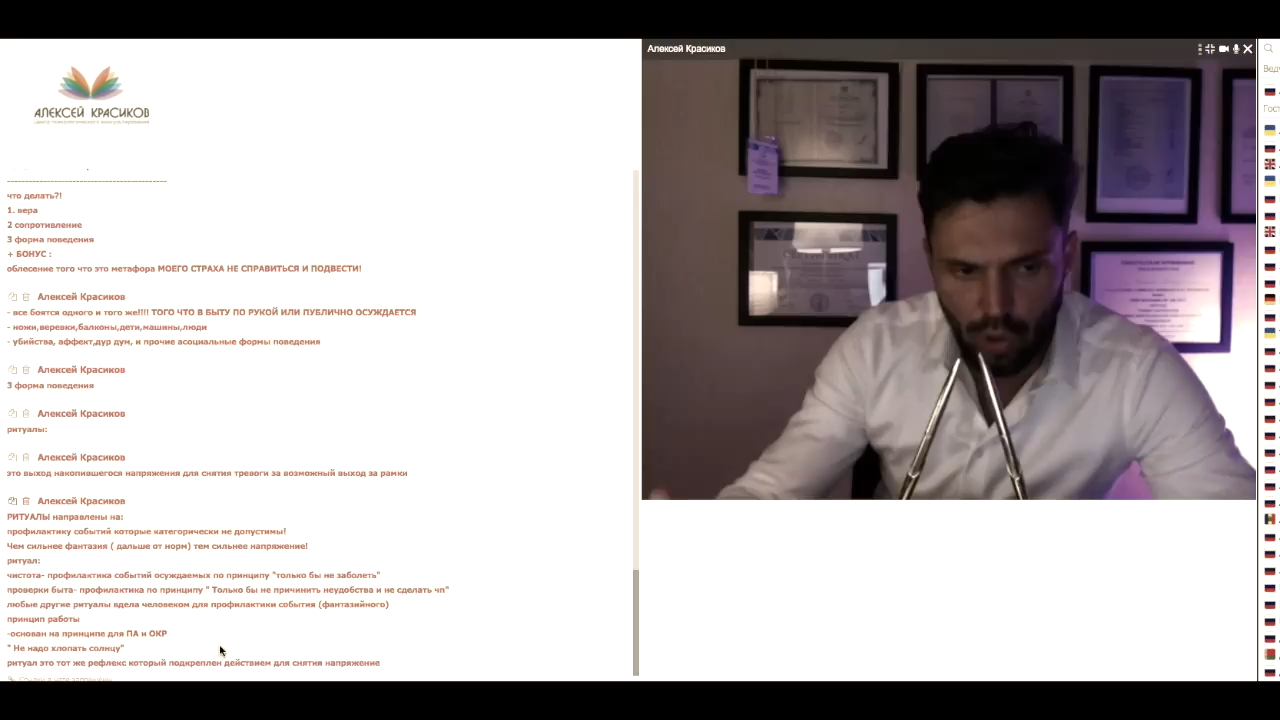 АЛЕКСЕЙ КРАСИКОВ
что делать?!
1. вера
2 сопротивление
3 форма поведения
+ БОНУС :
облесение того что это метафора МОЕГО СТРАХА НЕ СПРАВИТЬСЯ И ПОДВЕСТИ!
Алексей Красиков
- все боятся одного и того же!!!! ТОГО ЧТО В БЫТУ ПО РУКОЙ ИЛИ ПУБЛИЧНО ОСУЖДАЕТСЯ
- ножи,веревки,балконы,дети,машины,люди
- убийства, аффект,дур дум, и прочие асоциальные формы поведения
Алексей Красиков
3 форма поведения
Алексей Красиков
ритуалы:
Алексей Красиков
это выход накопившегося напряжения для снятия тревоги за возможный выход за рамки
Алексей Красиков
РИТУАЛЫ направлены на:
профилактику событий которые категорически не допустимы!
Чем сильнее фантазия ( дальше от норм) тем сильнее напряжение!
ритуал:
чистота- профилактика событий осуждаемых по принципу "только бы не заболеть"
проверки быта- профилактика по принципу " Только бы не причинить неудобства и не сделать чп"
любые другие ритуалы вдела человеком для профилактики события (фантазийного)
принцип работы
-основан на принципе для ПА и ОКР
" Не надо хлопать солнцу"
ритуал это тот же рефлекс который подкреплен действием для снятия напряжение
Алексей Красиков
Вед
Гост